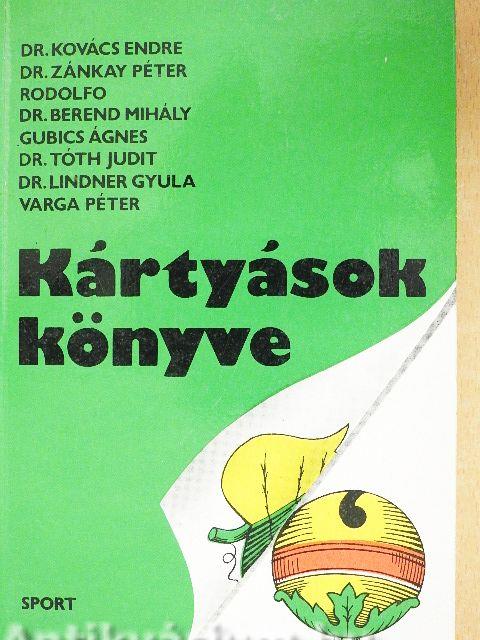 DR. KOVÁCS ENDRE
DR. ZÁNKAY PÉTER
RODOLFO
DR. BEREND MIHÁLY
GUBICS ÁGNES
DR. TÓTH JUDIT
DR. LINDNER GYULA
VARGA PÉTER
Kártyások
könyve
SPORT